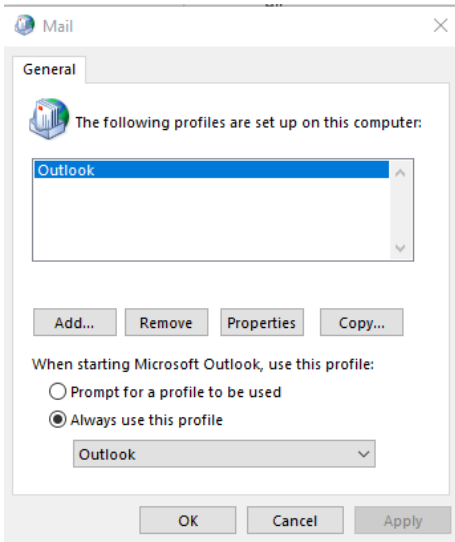 Mail
General
The following profiles are set up on this computer:
Outlook
Add... Remove Properties Copy...
When starting Microsoft Outlook, use this profile:
Prompt for a profile to be used
Always use this profile
Outlook
OK Cancel Apply